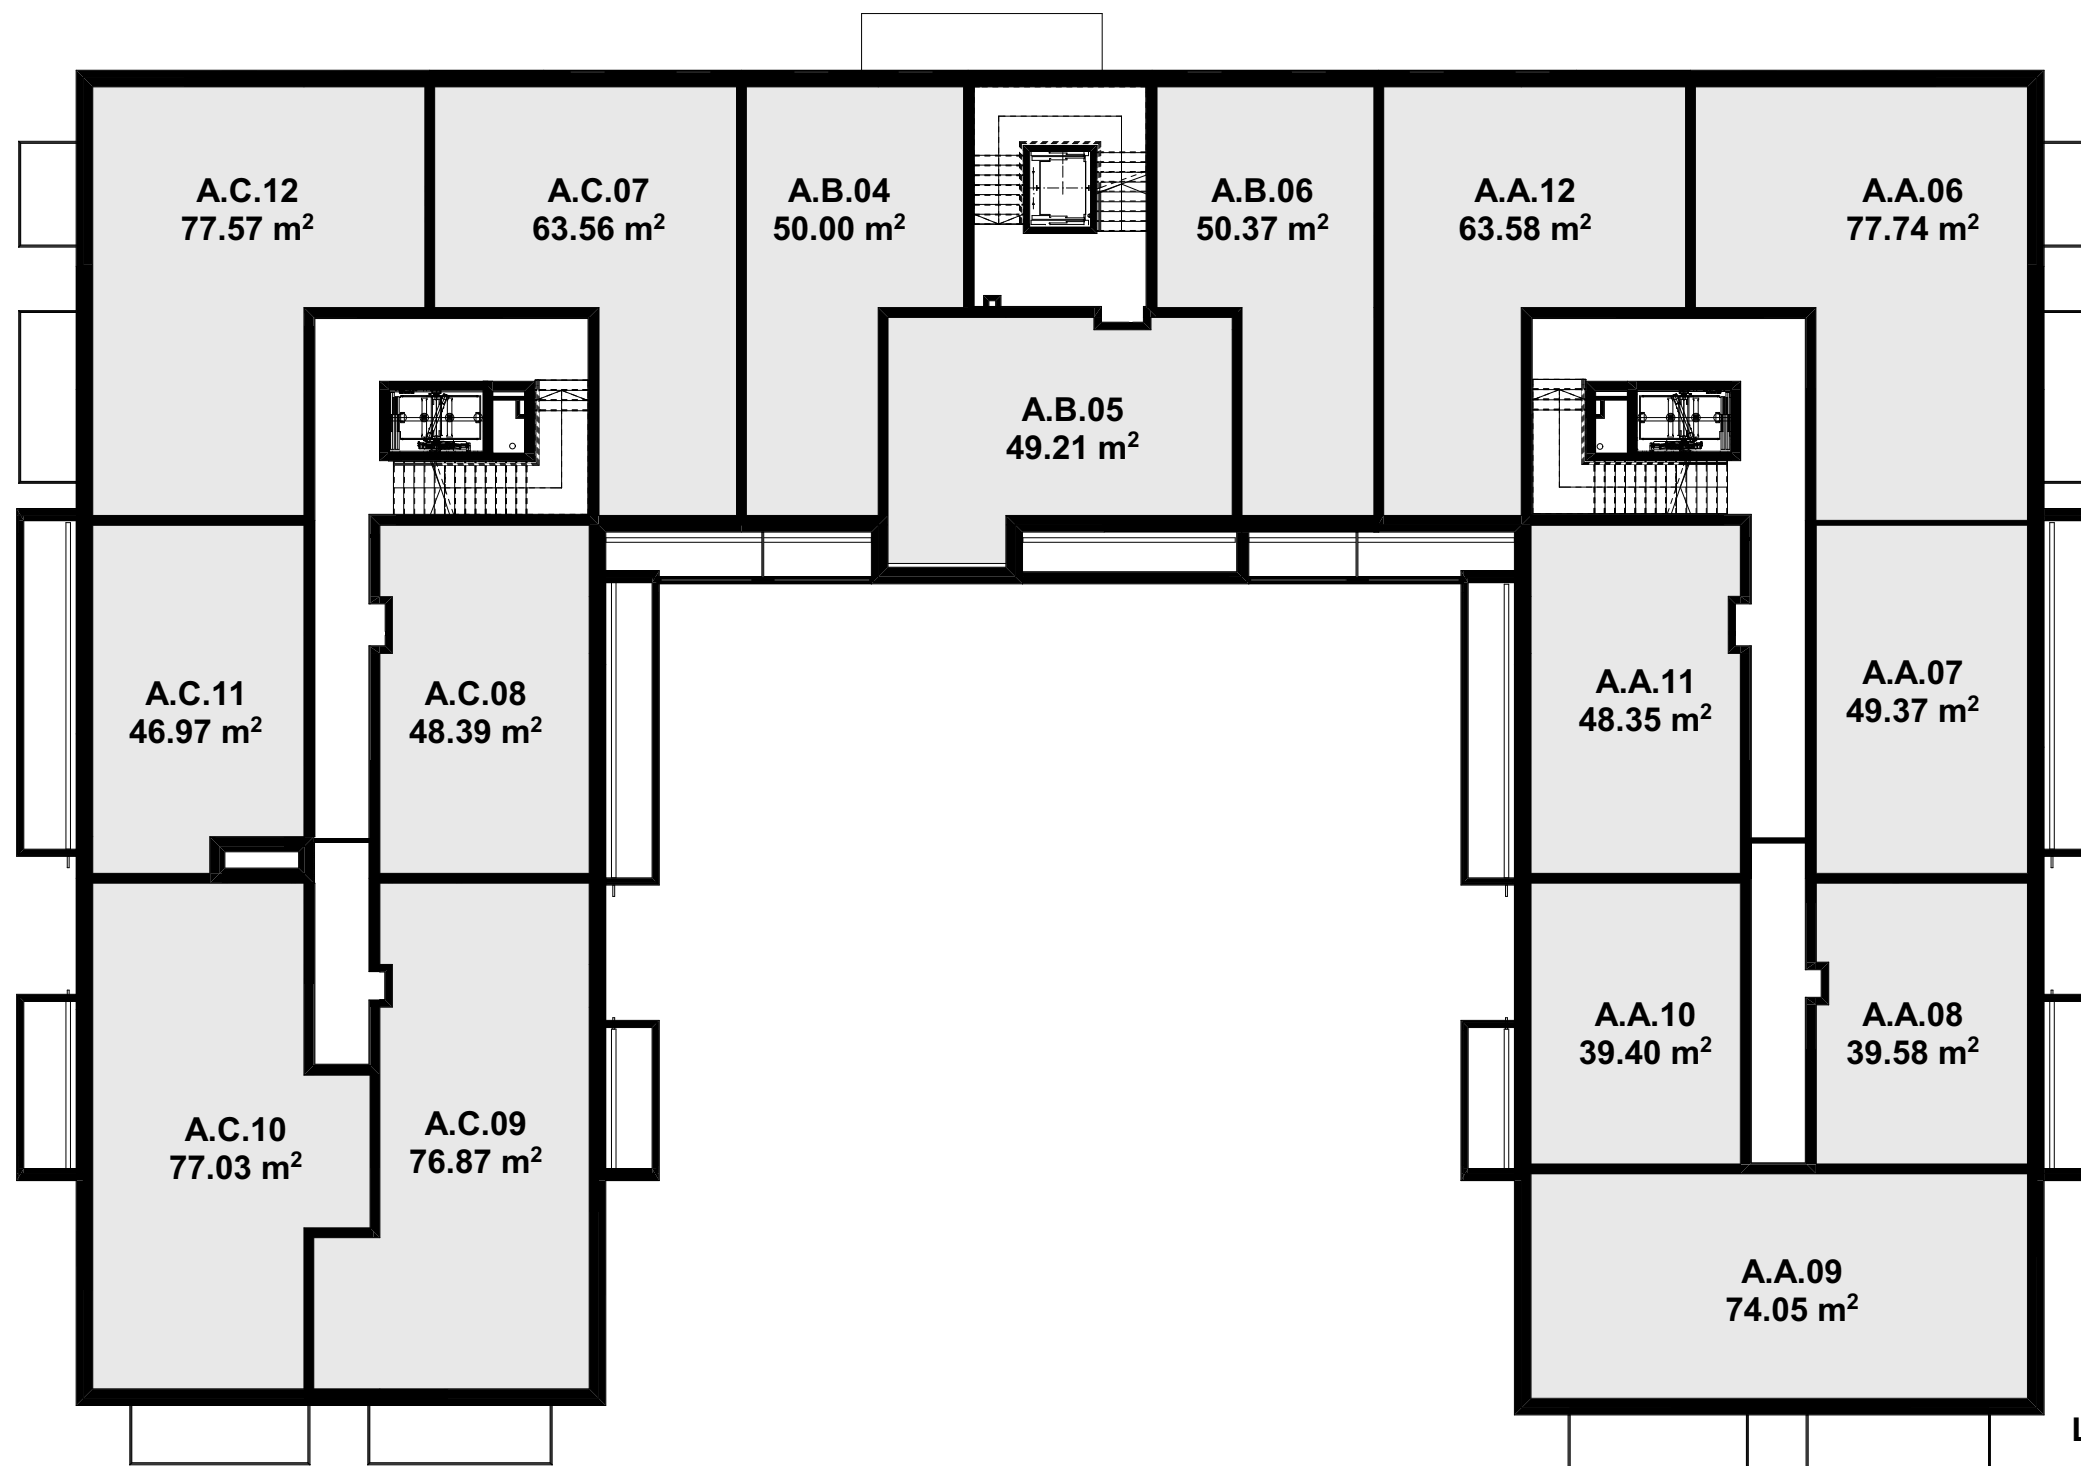 A.C.12
77.57 m²
A.C.07
63.56 m²
A.B.04
50.00 m²
A.B.06
50.37 m²
A.A.12
63.58 m²
A.A.06
77.74 m²
A.B.05
49.21 m²
A.C.11
46.97 m²
A.C.08
48.39 m²
A.A.11
48.35 m²
A.A.07
49.37 m²
A.C.10
77.03 m²
A.C.09
76.87 m²
A.A.10
39.40 m²
A.A.08
39.58 m²
A.A.09
74.05 m²